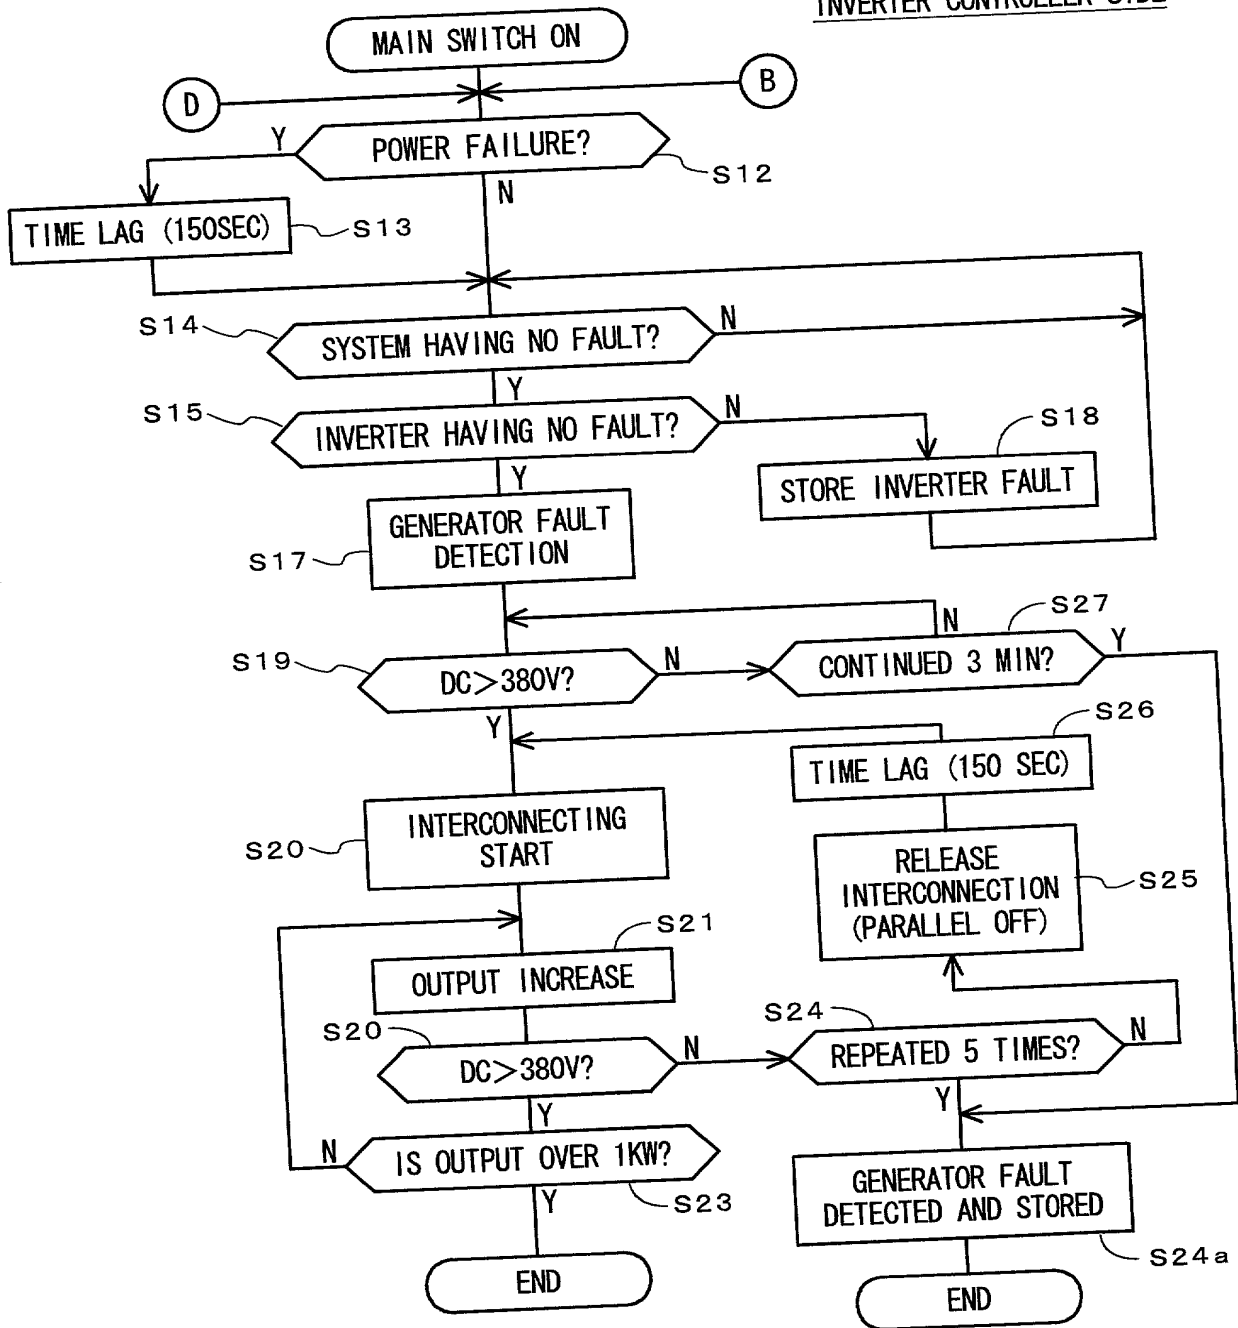 INVERTER CONTROLLER SIDE
MAIN SWITCH ON
D
B
Y
POWER FAILURE?
S12
N
TIME LAG (150SEC)
S13
S14
SYSTEM HAVING NO FAULT?
N
Y
S15
INVERTER HAVING NO FAULT?
N
S18
STORE INVERTER FAULT
Y
GENERATOR FAULT
DETECTION
S17
S27
N
S19
DC>380V?
N
CONTINUED 3 MIN?
Y
Y
S26
TIME LAG (150 SEC)
INTERCONNECTING
START
S20
RELEASE
INTERCONNECTION
(PARALLEL OFF)
S25
S21
OUTPUT INCREASE
S20
DC>380V?
N
S24
REPEATED 5 TIMES?
N
Y
Y
N
IS OUTPUT OVER 1KW?
S23
Y
GENERATOR FAULT
DETECTED AND STORED
S24a
END
END